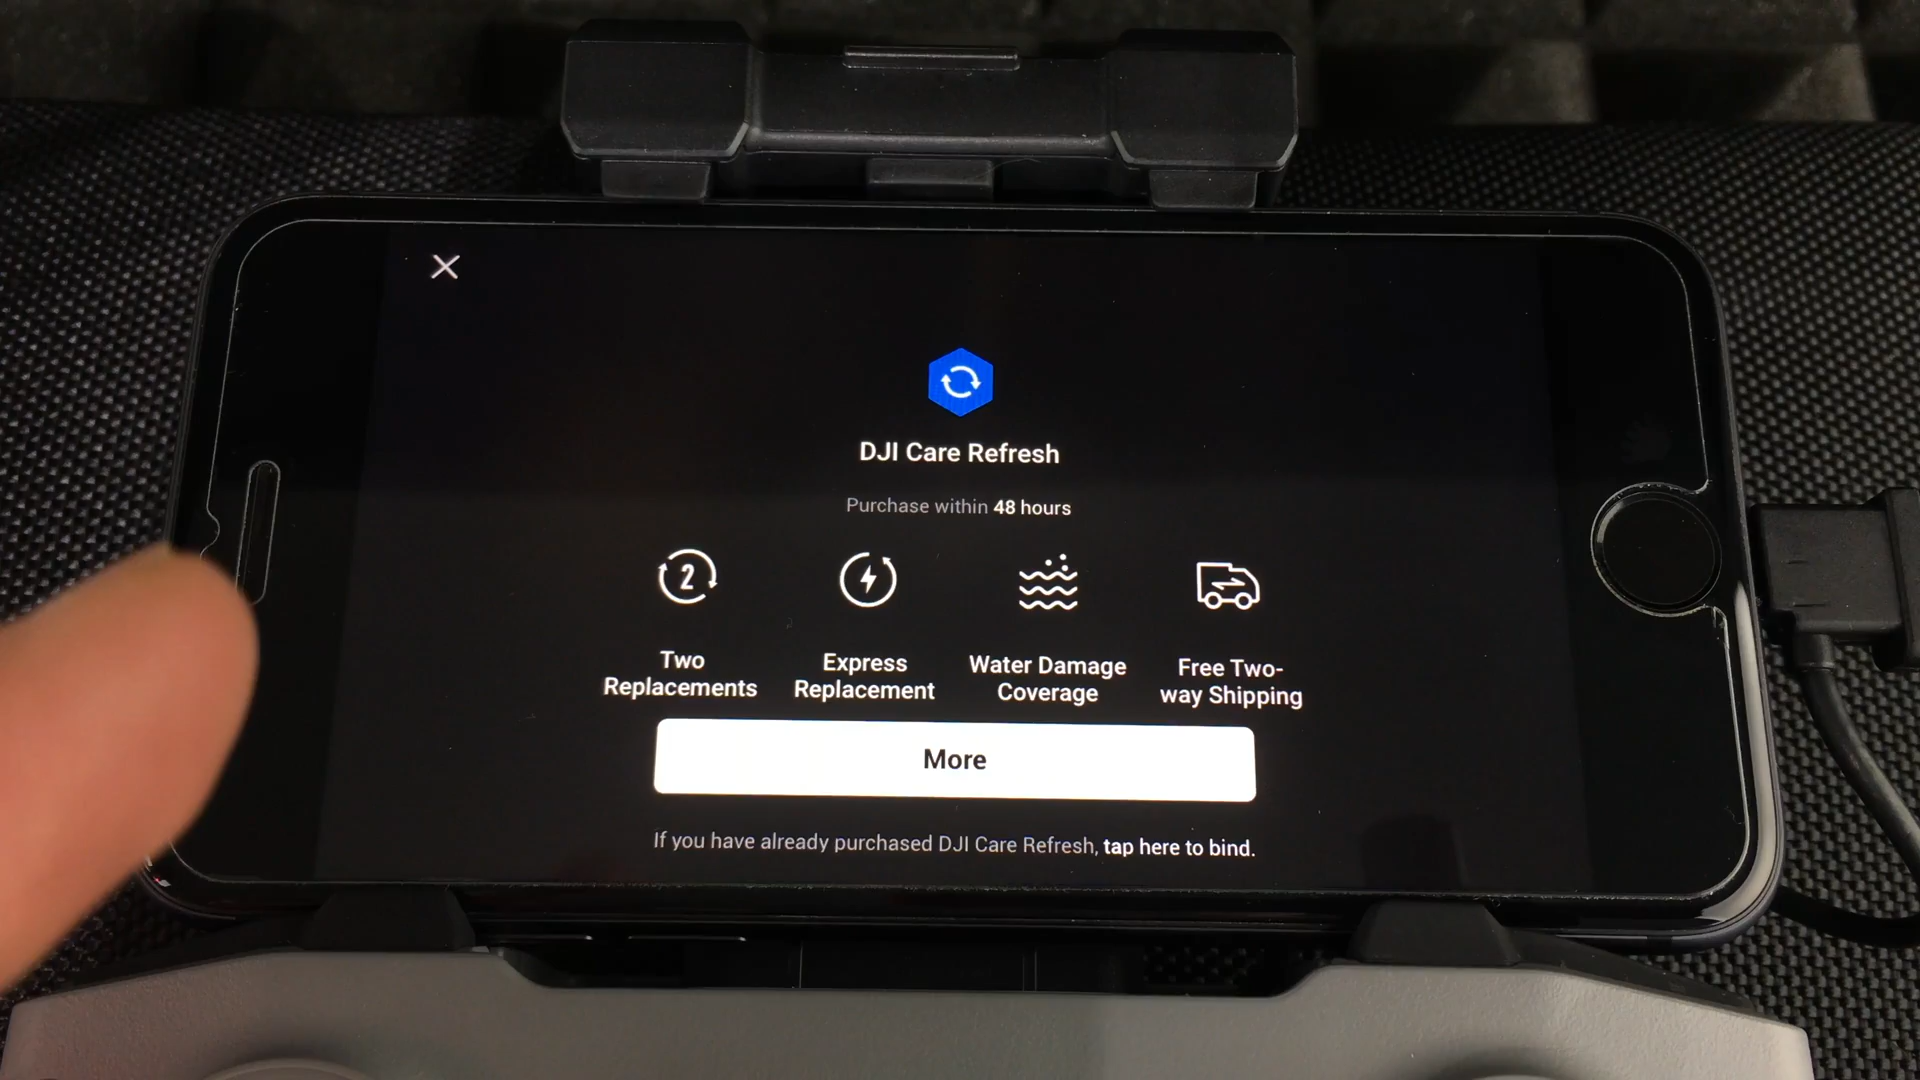 DJI Care Refresh
Purchase within 48 hours
2
Two
Replacements
Express
Replacement
Water Damage
Coverage
Free Two-
way Shipping
More
If you have already purchased DJI Care Refresh, tap here to bind.